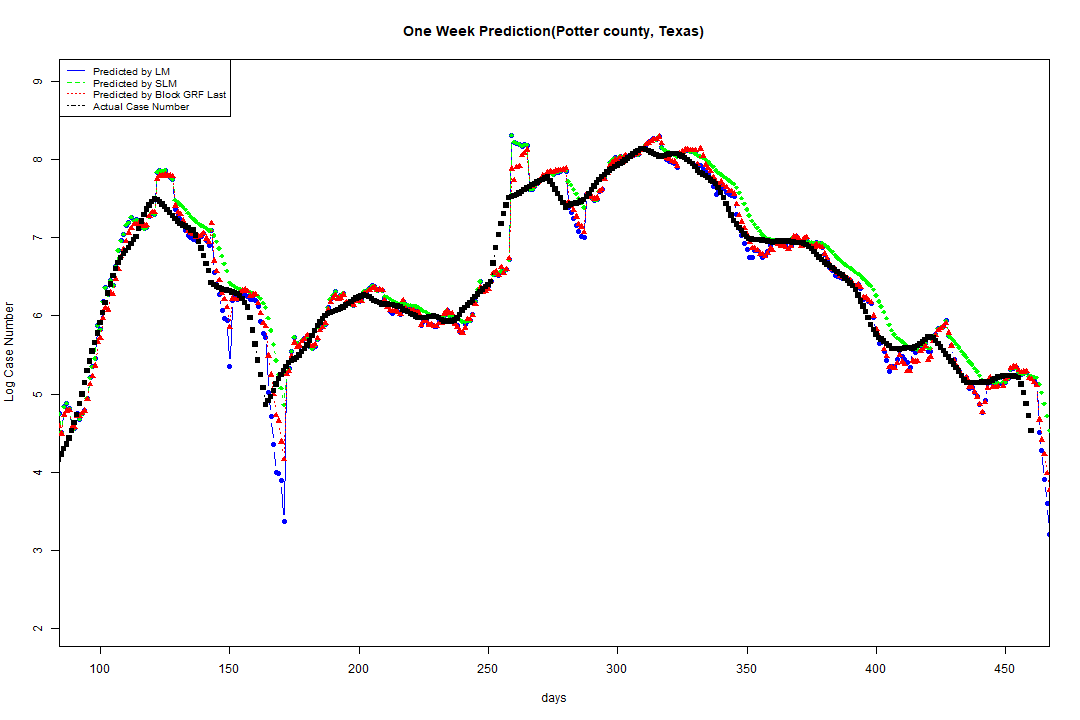 One Week Prediction(Potter county, Texas)
Predicted by LM
Predicted by SLM
Predicted by Block GRF Last
Actual Case Number
Log Case Number
9
8
7
6
5
4
3
2
100 150 200 250 300 350 400 450
days